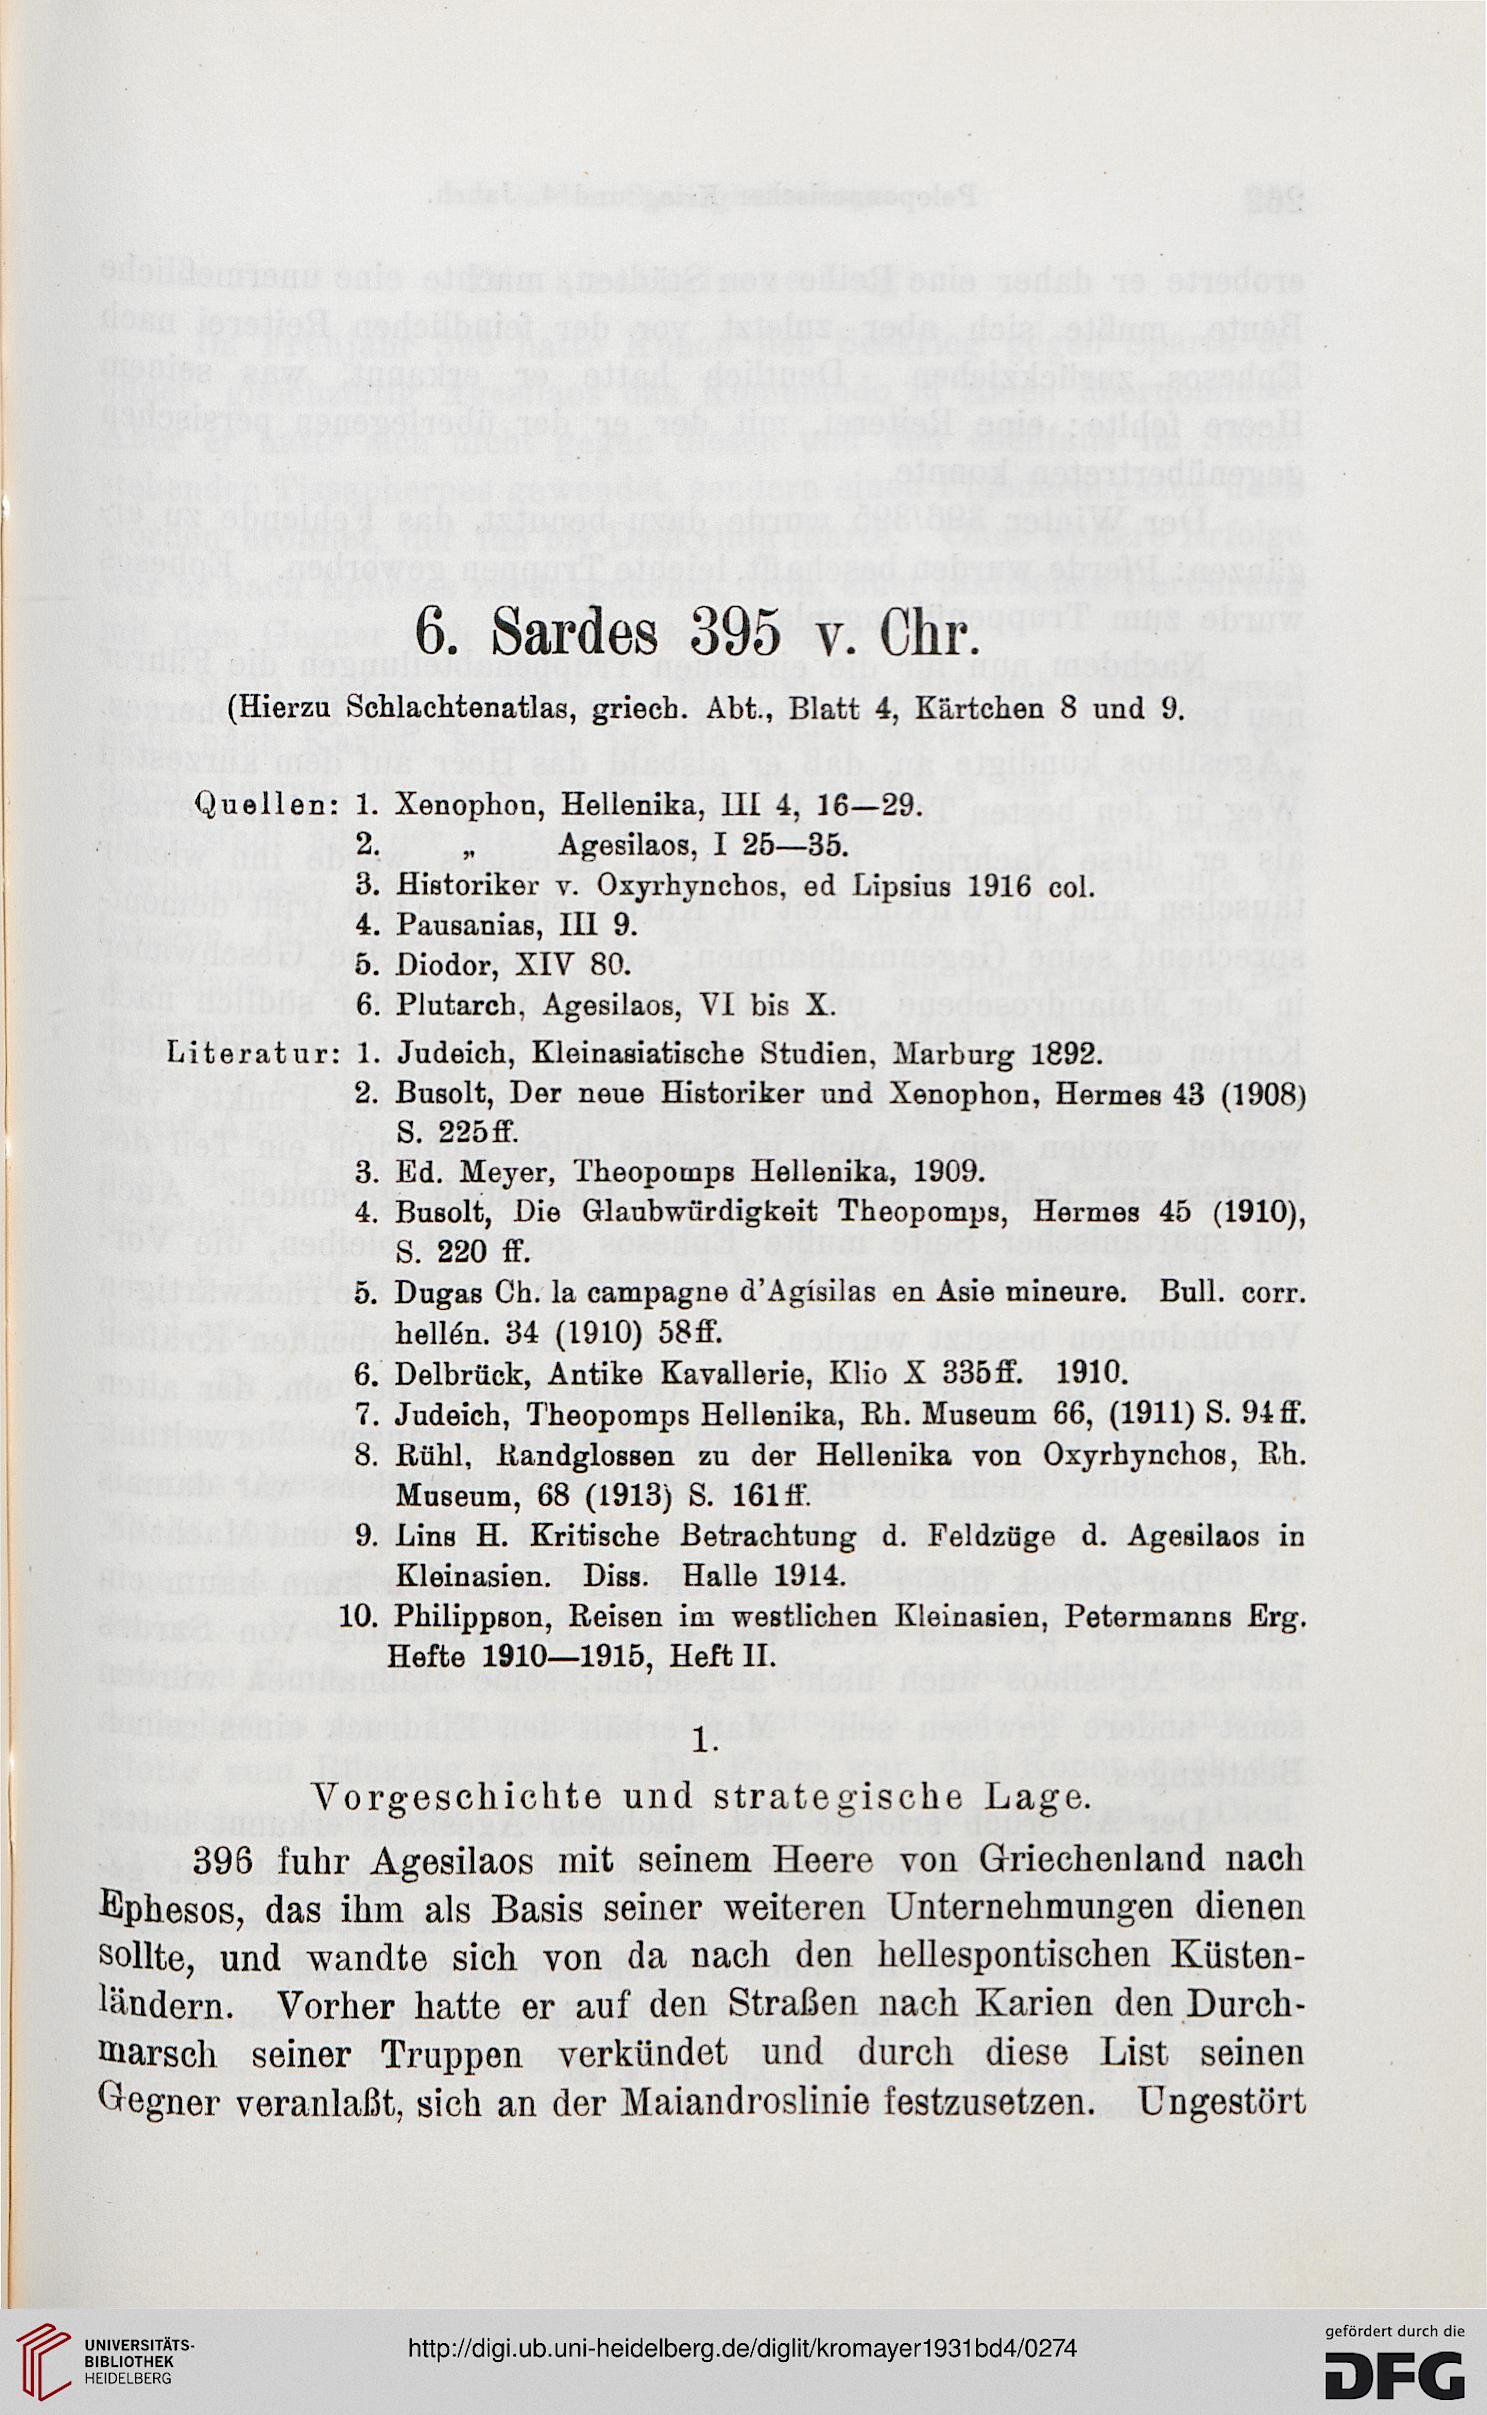 6. Sardes 395 v. Chr.
(Hierzu Schlachtenatlas, griech. Abt., Blatt 4, Kärtchen 8 und 9.
Quellen: 1. Xenophon, Hellenika, III 4, 16—29.
2. „ Agesilaos, I 25—35.
3. Historiker v. Oxyrhynchos, ed Lipsius 1916 col.
4. Pausanias, III 9.
5. Diodor, XIV 80.
6. Plutarch, Agesilaos, VI bis X.
Literatur: 1. Judeich, Kleinasiatische Studien, Marburg 1892.
2. Busolt, Der neue Historiker und Xenophon, Hermes 43 (1908)
S. 225ff.
3. Ed. Meyer, Theopomps Hellenika, 1909.
4. Busolt, Die Glaubwürdigkeit Theopomps, Hermes 45 (1910),
S. 220 ff.
5. Dugas Ch. la campagne d'Agísilas en Asie mineure. Bull. corr.
hellén. 34 (1910) 58ff.
6. Delbrück, Antike Kavallerie, Klio X 335ff. 1910.
7. Judeich, Theopomps Hellenika, Rh. Museum 66, (1911) S. 94ff.
8. Rühl, Randglossen zu der Hellenika von Oxyrhynchos, Rh.
Museum, 68 (1913) S. 161ff.
9. Lins H. Kritische Betrachtung d. Feldzüge d. Agesilaos in
Kleinasien. Diss. Halle 1914.
10. Philippson, Reisen im westlichen Kleinasien, Petermanns Erg.
Hefte 1910—1915, Heft II.
1.
Vorgeschichte und strategische Lage.
396 fuhr Agesilaos mit seinem Heere von Griechenland nach
Ephesos, das ihm als Basis seiner weiteren Unternehmungen dienen
sollte, und wandte sich von da nach den hellespontischen Küsten-
ländern. Vorher hatte er auf den Straßen nach Karien den Durch-
marsch seiner Truppen verkündet und durch diese List seinen
Gegner veranlaßt, sich an der Maiandroslinie festzusetzen. Ungestört
UNIVERSITÄTS-
BIBLIOTHEK
HEIDELBERG
http://digi.ub.uni-heidelberg.de/diglit/kromayer1931bd4/0274
gefördert durch die
DFG